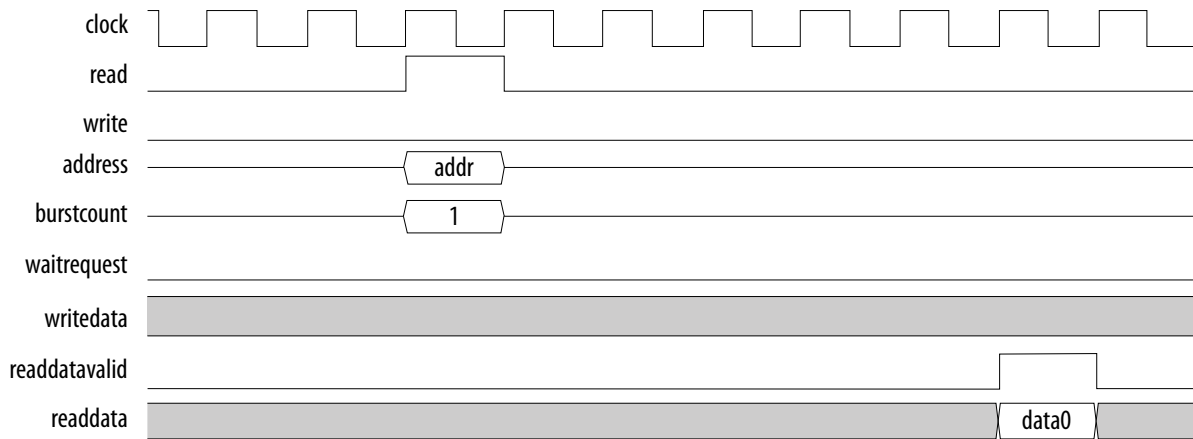 clock
read
write
address addr
burstcount 1
waitrequest
writedata
readdatavalid
readdata data0